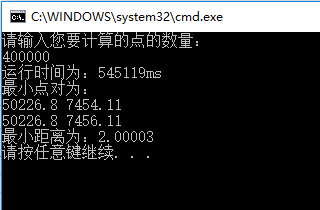 C:\WINDOWS\system32\cmd.exe
请输入您要计算的点的数量：
400000
运行时间为：545119ms
最小点对为：
50226.8 7454.11
50226.8 7456.11
最小距离为：2.00003
请按任意键继续. . .